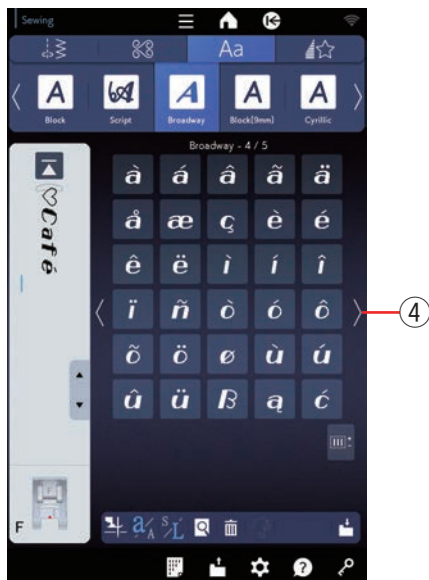 Sewing
Aa
A A A A A
Block Script Broadway Block(9mm) Cyrillic
Broadway - 4 / 5
♡Café
à á â ã ä
å æ ç è é
ê ë ì í î
ï ñ ò ó ô
④
õ ö ø ù ú
û ü ß ą ć
F
a/A S/L
?